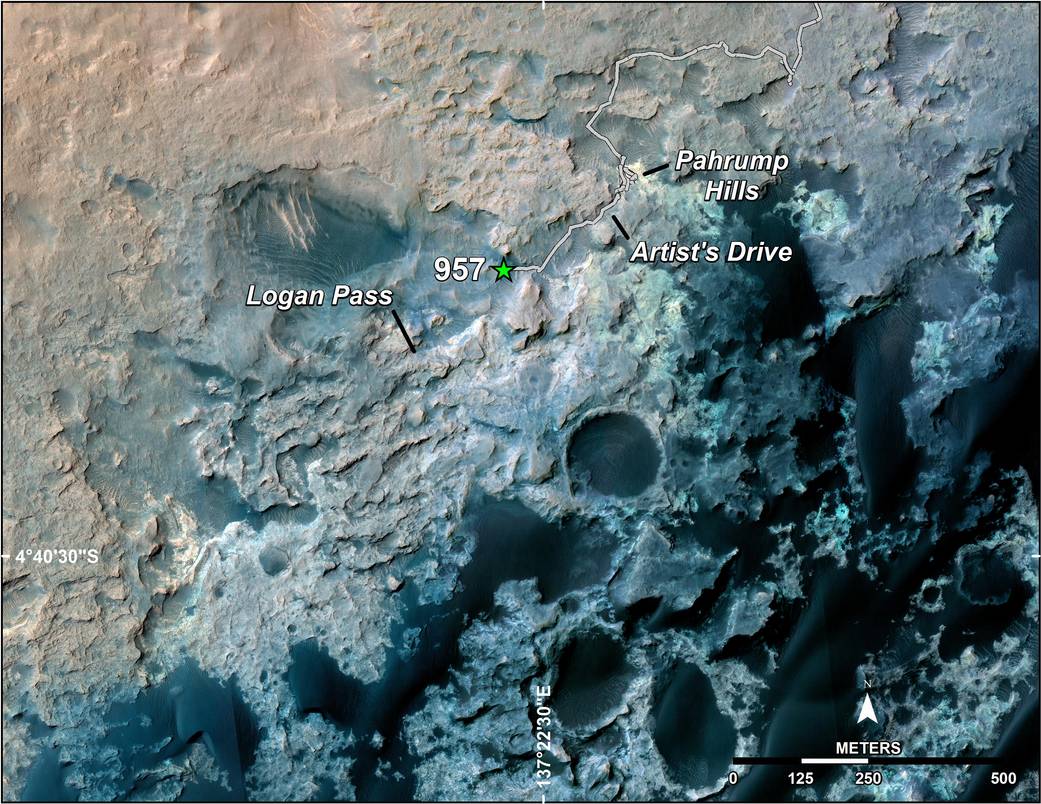 Pahrump
Hills
Artist's Drive
957
Logan Pass
4°40'30"S
137°22'30"E
N
METERS
0 125 250 500